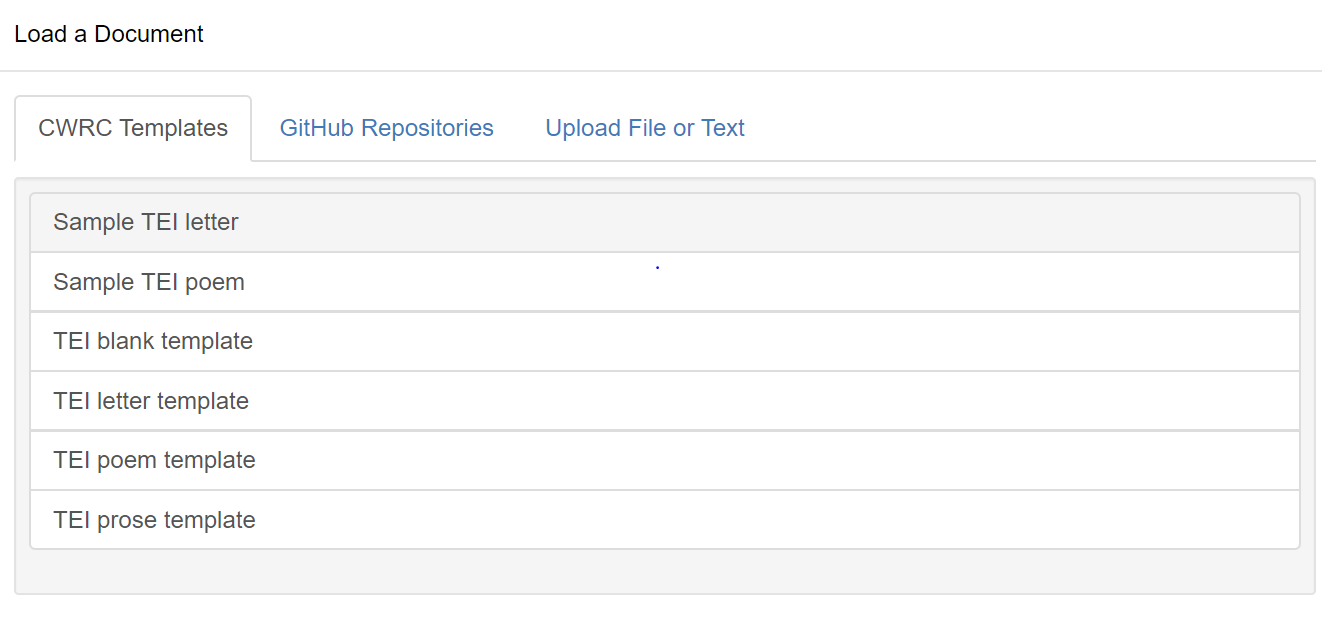 Load a Document
CWRC Templates GitHub Repositories Upload File or Text
Sample TEI letter
Sample TEI poem
TEI blank template
TEI letter template
TEI poem template
TEI prose template